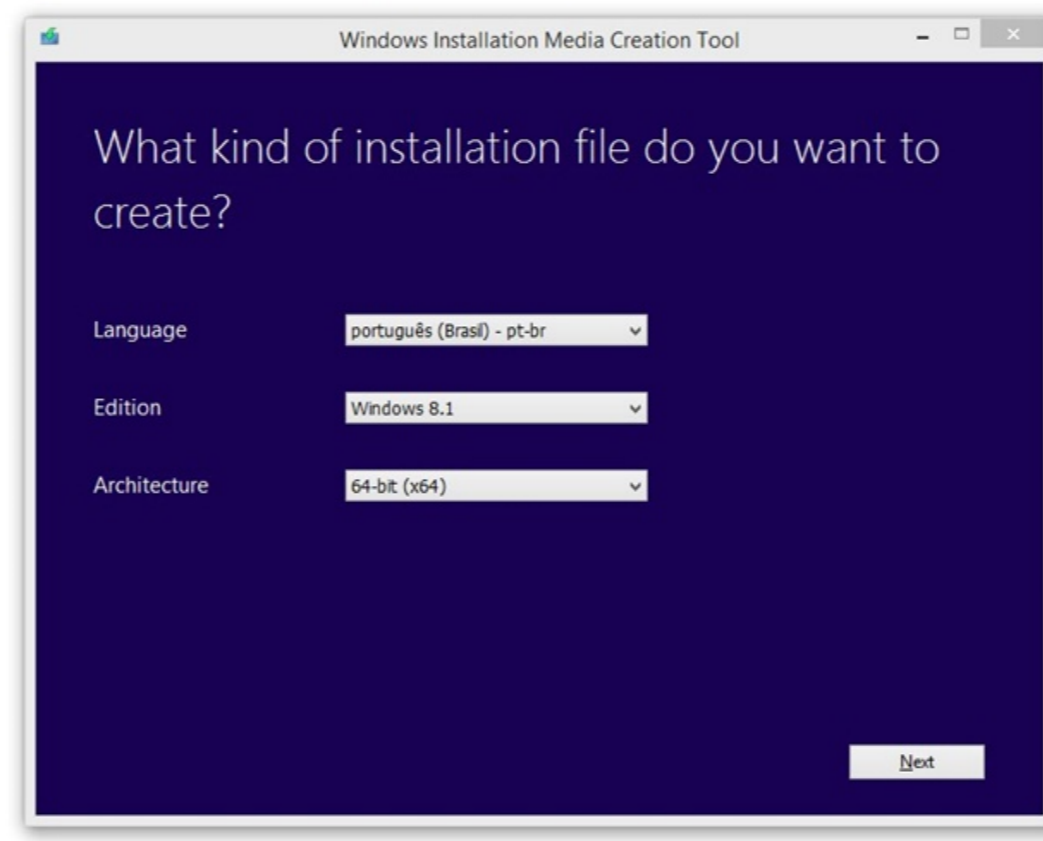 Windows Installation Media Creation Tool
What kind of installation file do you want to
create?
Language
português (Brasil) - pt-br
Edition
Windows 8.1
Architecture
64-bit (x64)
Next